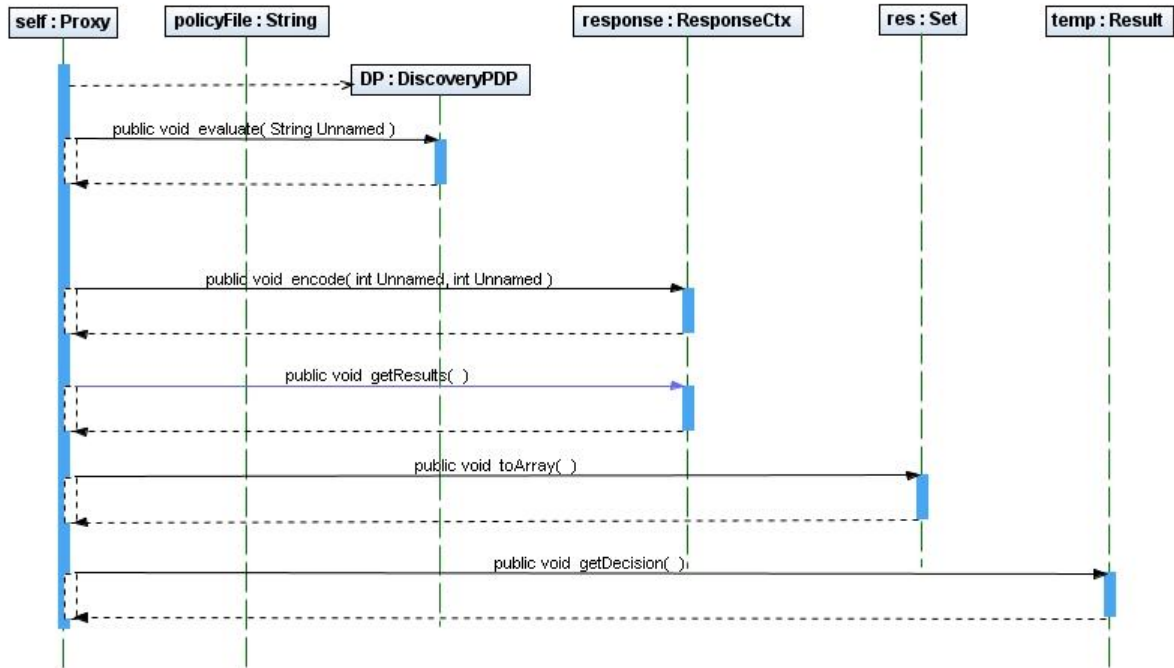 self : Proxy
policyFile : String
response : ResponseCtx
res : Set
temp : Result
DP : DiscoveryPDP
public void evaluate( String Unnamed )
public void encode( int Unnamed, int Unnamed )
public void getResults( )
public void toArray( )
public void getDecision( )